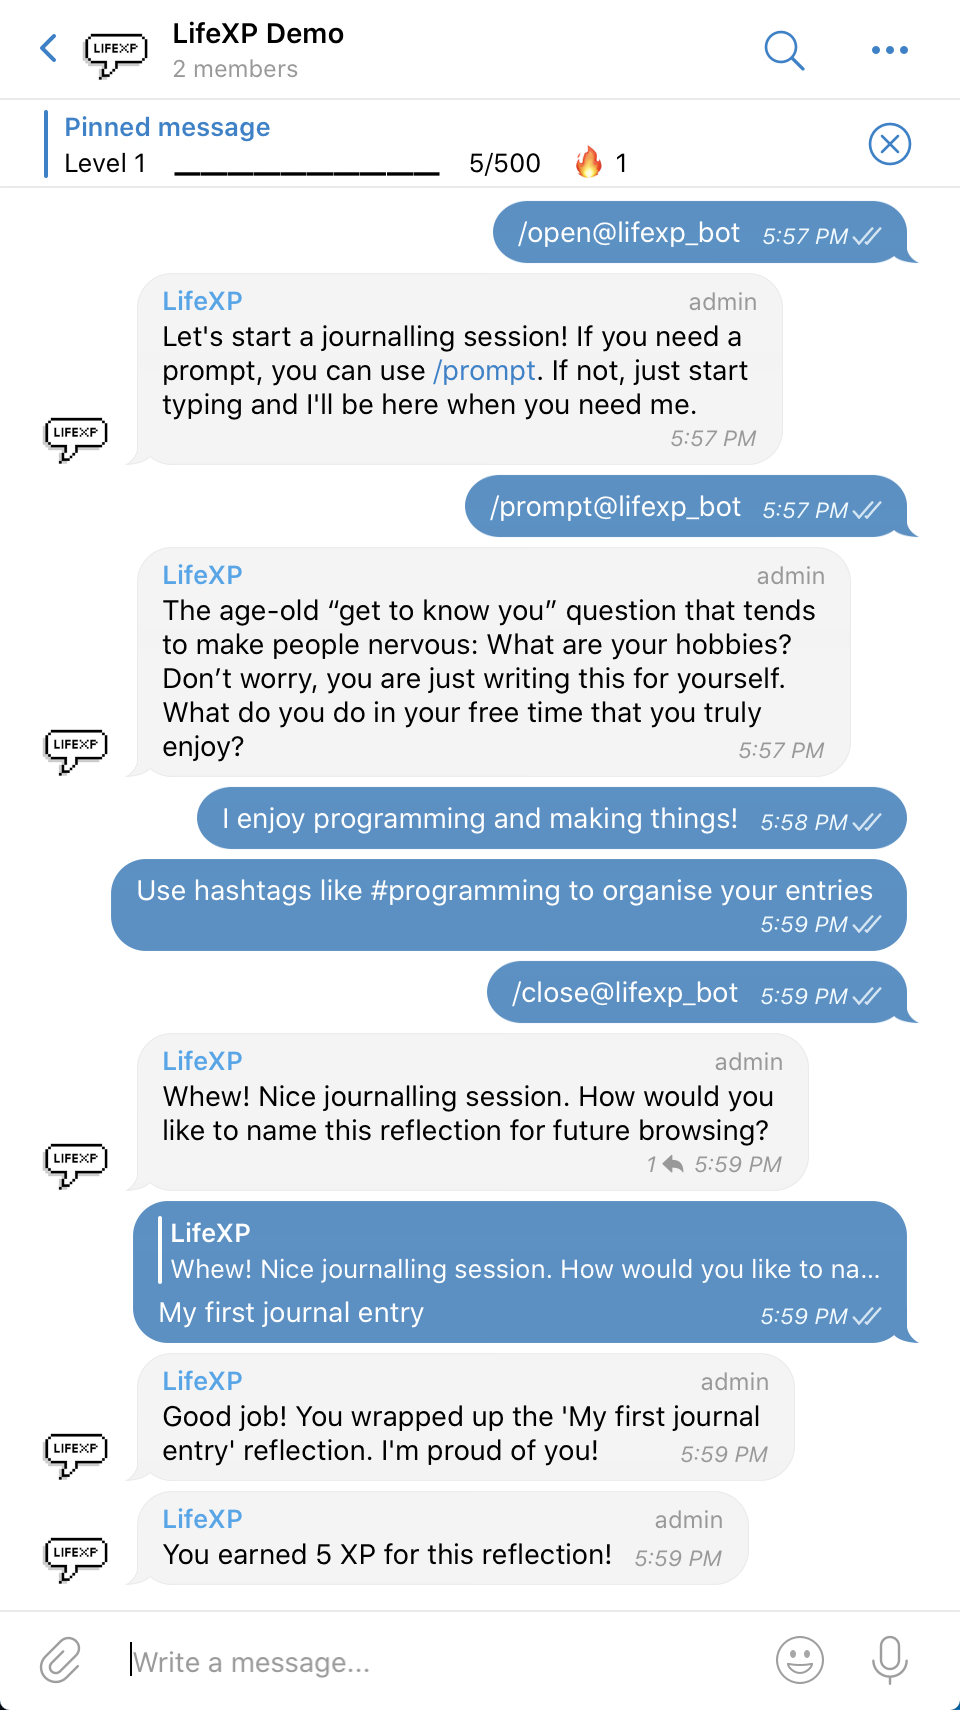 LIFEXP
LifeXP Demo
2 members
Pinned message
Level 1 __________ 5/500 🔥 1
/open@lifexp_bot 5:57 PM
LifeXP admin
Let's start a journalling session! If you need a
prompt, you can use /prompt. If not, just start
typing and I'll be here when you need me.
5:57 PM
LIFEXP
/prompt@lifexp_bot 5:57 PM
LifeXP admin
The age-old “get to know you” question that tends
to make people nervous: What are your hobbies?
Don’t worry, you are just writing this for yourself.
What do you do in your free time that you truly
enjoy? 5:57 PM
LIFEXP
I enjoy programming and making things! 5:58 PM
Use hashtags like #programming to organise your entries
5:59 PM
/close@lifexp_bot 5:59 PM
LifeXP admin
Whew! Nice journalling session. How would you
like to name this reflection for future browsing?
1 5:59 PM
LIFEXP
LifeXP
Whew! Nice journalling session. How would you like to na...
My first journal entry 5:59 PM
LifeXP admin
Good job! You wrapped up the 'My first journal
entry' reflection. I'm proud of you! 5:59 PM
LIFEXP
LifeXP admin
You earned 5 XP for this reflection! 5:59 PM
LIFEXP
Write a message...